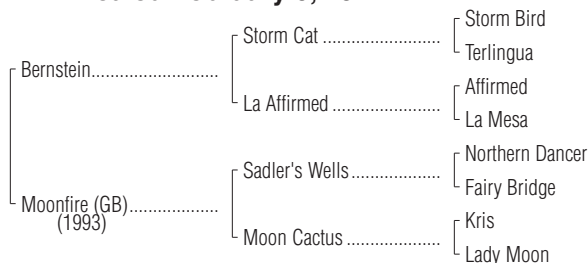 Storm Bird
Storm Cat ........................
Terlingua
Bernstein..................................
Affirmed
La Affirmed ............................
La Mesa
Northern Dancer
Sadler's Wells .......................
Fairy Bridge
Moonfire (GB) .......................
(1993)
Kris
Moon Cactus ........................
Lady Moon